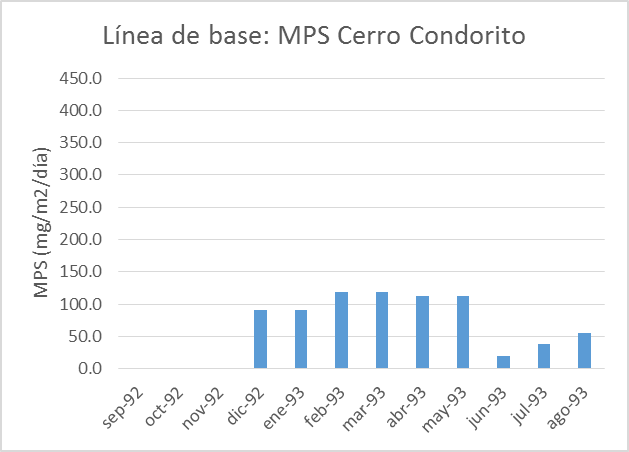 Línea de base: MPS Cerro Condorito
MPS (mg/m2/día)
450.0
400.0
350.0
300.0
250.0
200.0
150.0
100.0
50.0
0.0
sep-92
oct-92
nov-92
dic-92
ene-93
feb-93
mar-93
abr-93
may-93
jun-93
jul-93
ago-93